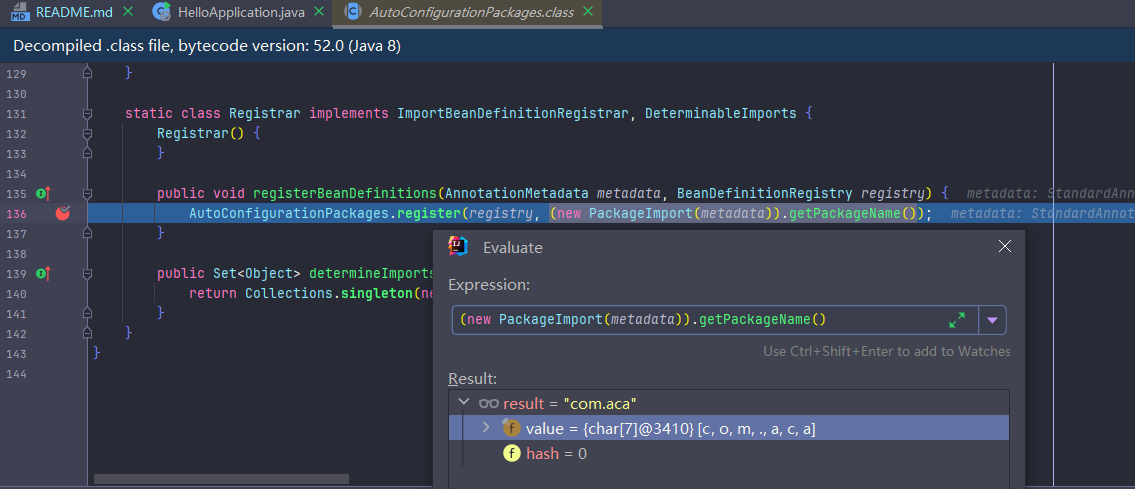 README.md HelloApplication.java AutoConfigurationPackages.class
Decompiled .class file, bytecode version: 52.0 (Java 8)
129 }
130
131 static class Registrar implements ImportBeanDefinitionRegistrar, DeterminableImports {
132 Registrar() {
133 }
134
135 public void registerBeanDefinitions(AnnotationMetadata metadata, BeanDefinitionRegistry registry) { metadata: StandardAnn
136 AutoConfigurationPackages.register(registry, (new PackageImport(metadata)).getPackageName()); metadata: StandardAnnot
137 }
138
139 public Set<Object> determineImports
140 return Collections.singleton(ne
141 }
142 }
143 }
144
Evaluate
Expression:
(new PackageImport(metadata)).getPackageName()
Use Ctrl+Shift+Enter to add to Watches
Result:
result = "com.aca"
value = {char[7]@3410} [c, o, m, ., a, c, a]
hash = 0